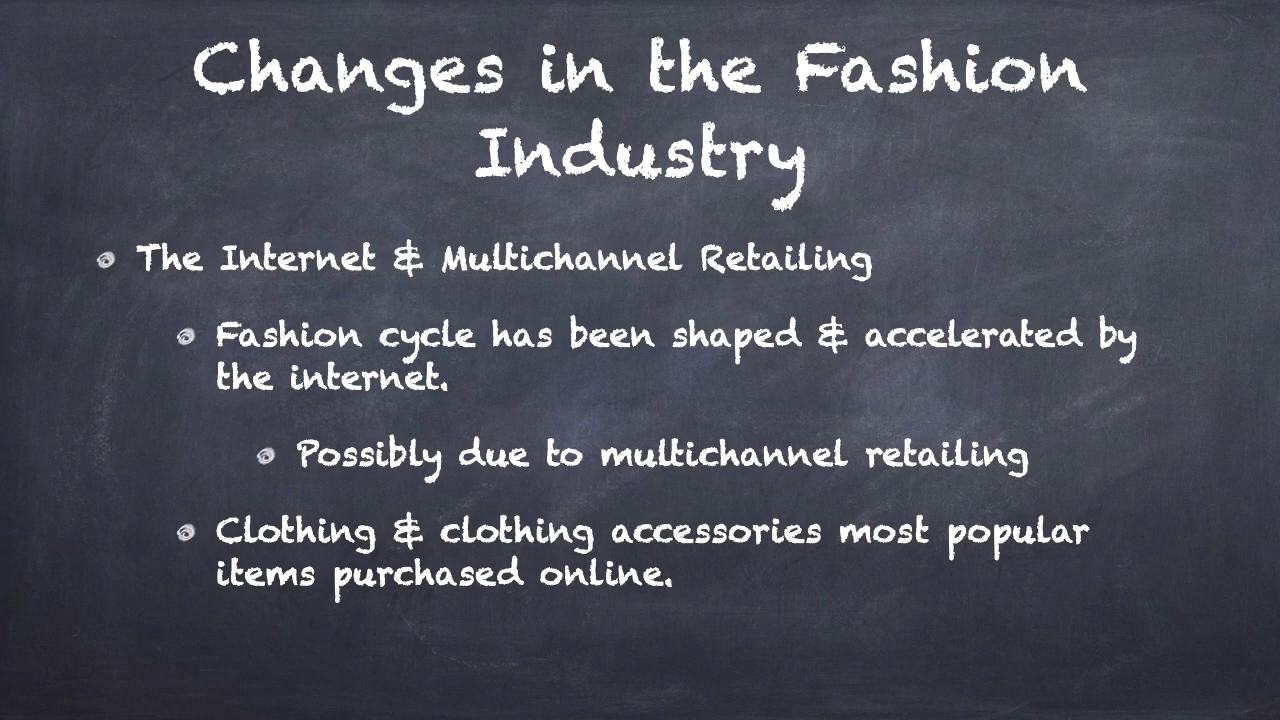 Changes in the Fashion
Industry
The Internet & Multichannel Retailing
Fashion cycle has been shaped & accelerated by
the internet.
Possibly due to multichannel retailing
Clothing & clothing accessories most popular
items purchased online.